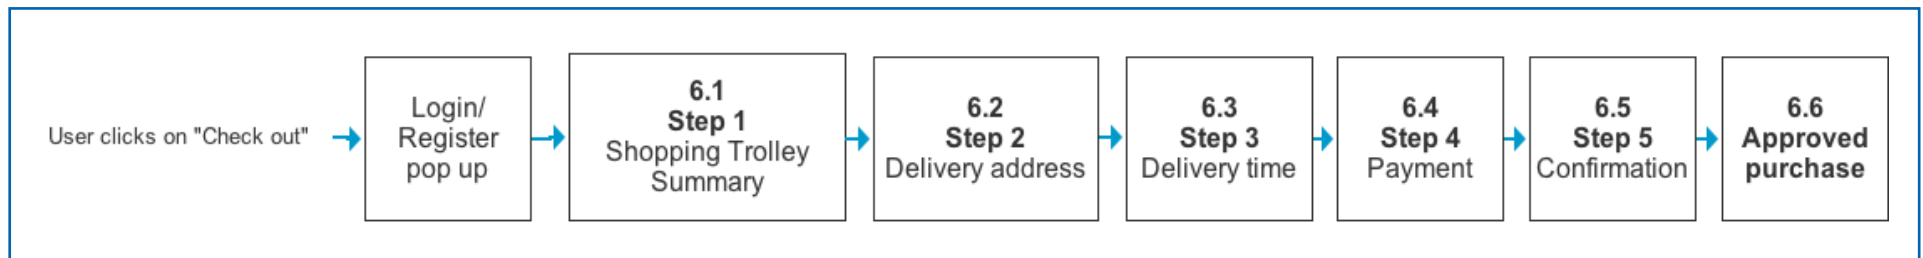 User clicks on "Check out"
Login/
Register
pop up
6.1
Step 1
Shopping Trolley
Summary
6.2
Step 2
Delivery address
6.3
Step 3
Delivery time
6.4
Step 4
Payment
6.5
Step 5
Confirmation
6.6
Approved
purchase